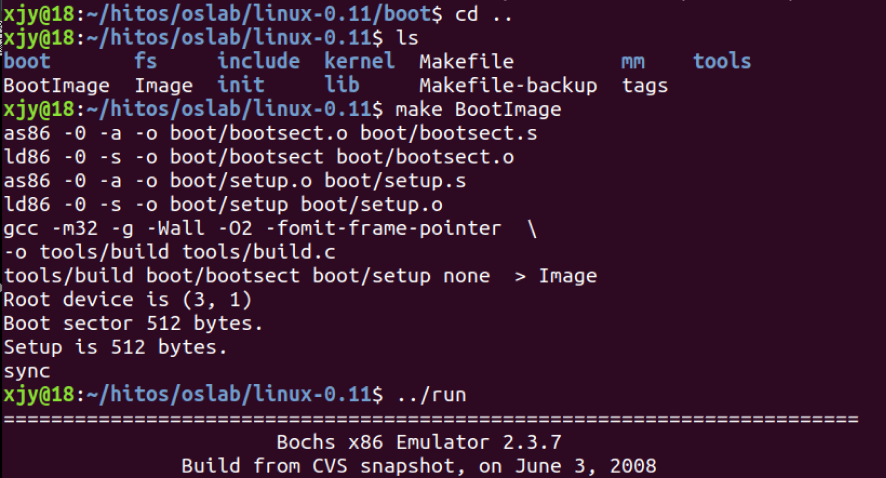 xjy@18:~/hitos/oslab/linux-0.11/boot$ cd ..
xjy@18:~/hitos/oslab/linux-0.11$ ls
boot       fs     include  kernel  Makefile         mm    tools
BootImage  Image  init     lib     Makefile-backup  tags
xjy@18:~/hitos/oslab/linux-0.11$ make BootImage
as86 -0 -a -o boot/bootsect.o boot/bootsect.s
ld86 -0 -s -o boot/bootsect boot/bootsect.o
as86 -0 -a -o boot/setup.o boot/setup.s
ld86 -0 -s -o boot/setup boot/setup.o
gcc -m32 -g -Wall -O2 -fomit-frame-pointer  \
-o tools/build tools/build.c
tools/build boot/bootsect boot/setup none  > Image
Root device is (3, 1)
Boot sector 512 bytes.
Setup is 512 bytes.
sync
xjy@18:~/hitos/oslab/linux-0.11$ ../run
========================================================================
Bochs x86 Emulator 2.3.7
Build from CVS snapshot, on June 3, 2008